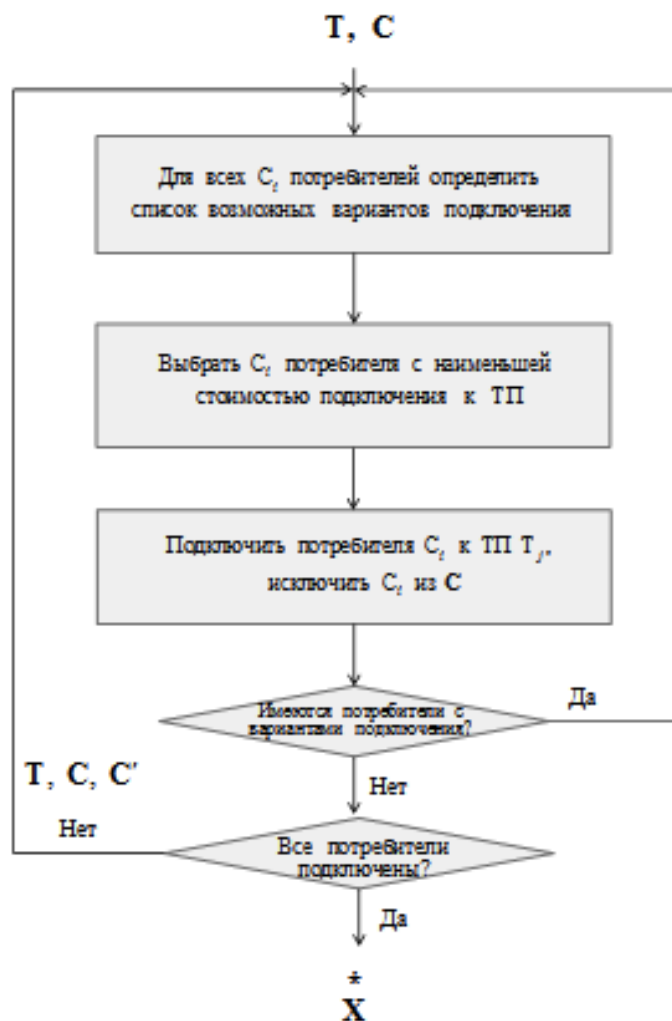 T, C
Для всех C_i потребителей определить
список возможных вариантов подключения
Выбрать C_i потребителя с наименьшей
стоимостью подключения к ТП
Подключить потребителя C_i к ТП T_j,
исключить C_i из C
Имеются потребители с
вариантами подключения?
Да
T, C, C'
Нет
Нет
Все потребители
подключены?
Да
*
X